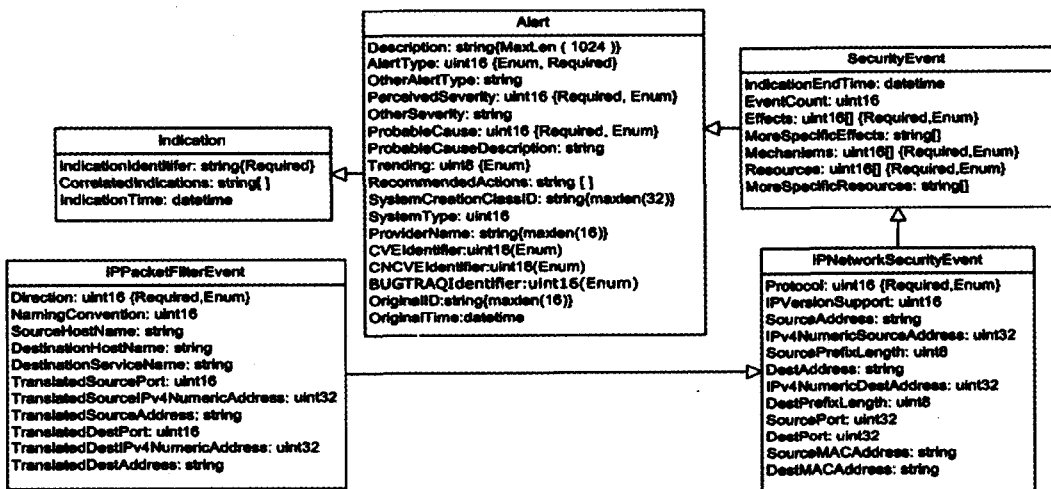 Alert
Description: string{MaxLen ( 1024 )}
AlertType: uint16 {Enum, Required}
OtherAlertType: string
PerceivedSeverity: uint16 {Required, Enum}
OtherSeverity: string
ProbableCause: uint16 {Required, Enum}
ProbableCauseDescription: string
Trending: uint8 {Enum}
RecommendedActions: string [ ]
SystemCreationClassID: string{maxlen(32)}
SystemType: uint16
ProviderName: string{maxlen(16)}
CVEIdentifier:uint16(Enum)
CNCVEIdentifier:uint16(Enum)
BUGTRAQIdentifier:uint16(Enum)
OriginalID:string{maxlen(16)}
OriginalTime:datetime
SecurityEvent
IndicationEndTime: datetime
EventCount: uint16
Effects: uint16[] {Required,Enum}
MoreSpecificEffects: string[]
Mechanisms: uint16[] {Required,Enum}
Resources: uint16[] {Required,Enum}
MoreSpecificResources: string[]
Indication
IndicationIdentifer: string{Required}
CorrelatedIndications: string[ ]
IndicationTime: datetime
IPPacketFilterEvent
Direction: uint16 {Required,Enum}
NamingConvention: uint16
SourceHostName: string
DestinationHostName: string
DestinationServiceName: string
TranslatedSourcePort: uint16
TranslatedSourceIPv4NumericAddress: uint32
TranslatedSourceAddress: string
TranslatedDestPort: uint16
TranslatedDestIPv4NumericAddress: uint32
TranslatedDestAddress: string
IPNetworkSecurityEvent
Protocol: uint16 {Required,Enum}
IPVersionSupport: uint16
SourceAddress: string
IPv4NumericSourceAddress: uint32
SourcePrefixLength: uint8
DestAddress: string
IPv4NumericDestAddress: uint32
DestPrefixLength: uint8
SourcePort: uint32
DestPort: uint32
SourceMACAddress: string
DestMACAddress: string